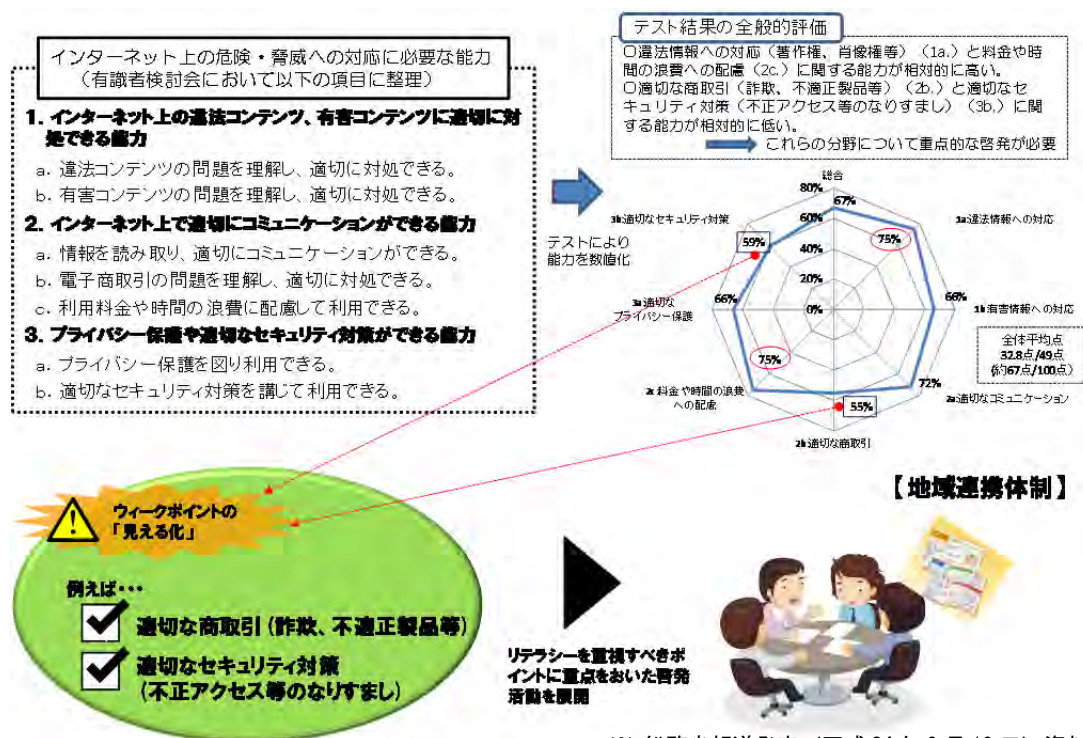 インターネット上の危険・脅威への対応に必要な能力
(有識者検討会において以下の項目に整理)
1. インターネット上の違法コンテンツ、有害コンテンツに適切に対
処できる能力
a. 違法コンテンツの問題を理解し、適切に対処できる。
b. 有害コンテンツの問題を理解し、適切に対処できる。
2. インターネット上で適切にコミュニケーションができる能力
a. 情報を読み取り、適切にコミュニケーションができる。
b. 電子商取引の問題を理解し、適切に対処できる。
c. 利用料金や時間の浪費に配慮して利用できる。
3. プライバシー保護や適切なセキュリティ対策ができる能力
a. プライバシー保護を図り利用できる。
b. 適切なセキュリティ対策を講じて利用できる。
テストにより
能力を数値化
テスト結果の全般的評価
○違法情報への対応(著作権、肖像権等)(1a.)と料金や時
間の浪費への配慮(2c.)に関する能力が相対的に高い。
○適切な商取引(詐欺、不適正製品等)(2b.)と適切なセ
キュリティ対策(不正アクセス等のなりすまし)(3b.)に関
する能力が相対的に低い。
これらの分野について重点的な啓発が必要
総合
80%
67%
60%
40%
20%
0%
1a違法情報への対応
75%
66%
1b有害情報への対応
全体平均点
32.8点/49点
(約67点/100点)
72%
2a適切なコミュニケーション
55%
2b適切な商取引
75%
2c料金や時間の浪費
への配慮
66%
3a適切な
プライバシー保護
59%
3b適切なセキュリティ対策
ウィークポイントの
「見える化」
例えば・・・
適切な商取引(詐欺、不適正製品等)
適切なセキュリティ対策
(不正アクセス等のなりすまし)
リテラシーを重視すべきポ
イントに重点をおいた啓発
活動を展開
【地域連携体制】